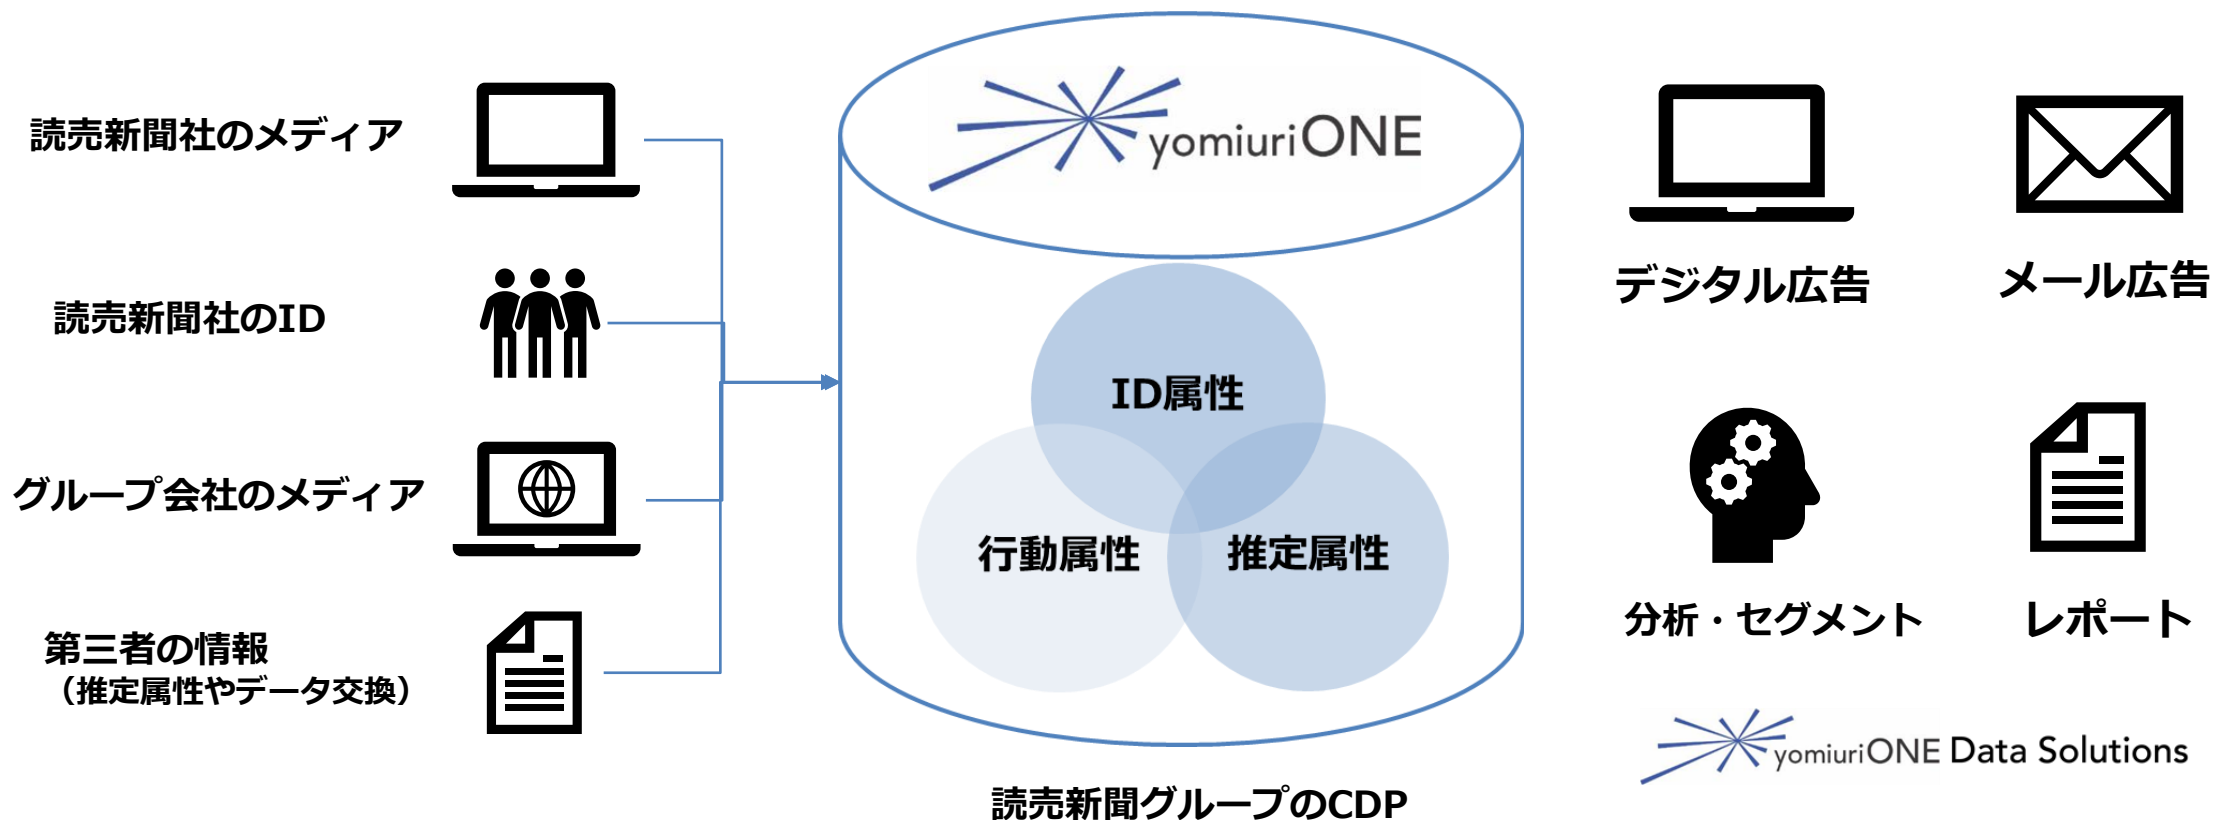 読売新聞社のメディア
読売新聞社のID
グループ会社のメディア
第三者の情報
（推定属性やデータ交換）
yomiuriONE
ID属性
行動属性
推定属性
読売新聞グループのCDP
デジタル広告
メール広告
分析・セグメント
レポート
yomiuriONE Data Solutions